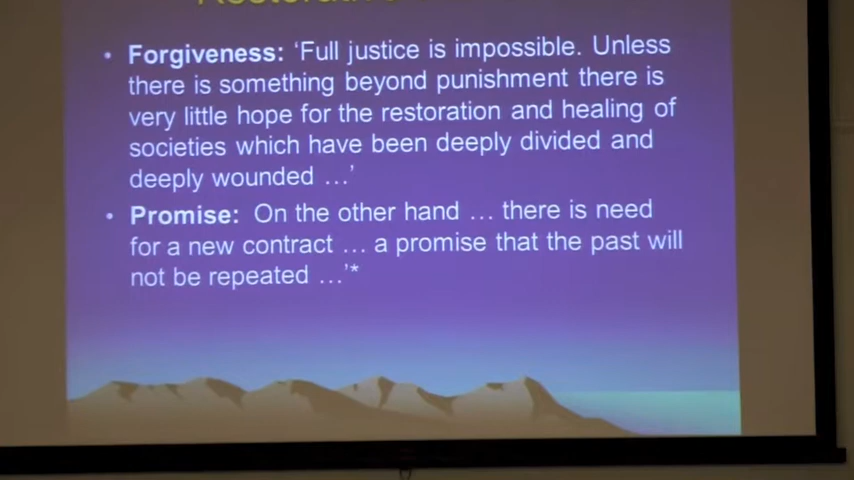 • Forgiveness: ‘Full justice is impossible. Unless
there is something beyond punishment there is
very little hope for the restoration and healing of
societies which have been deeply divided and
deeply wounded …’
• Promise: On the other hand … there is need
for a new contract … a promise that the past will
not be repeated …’*